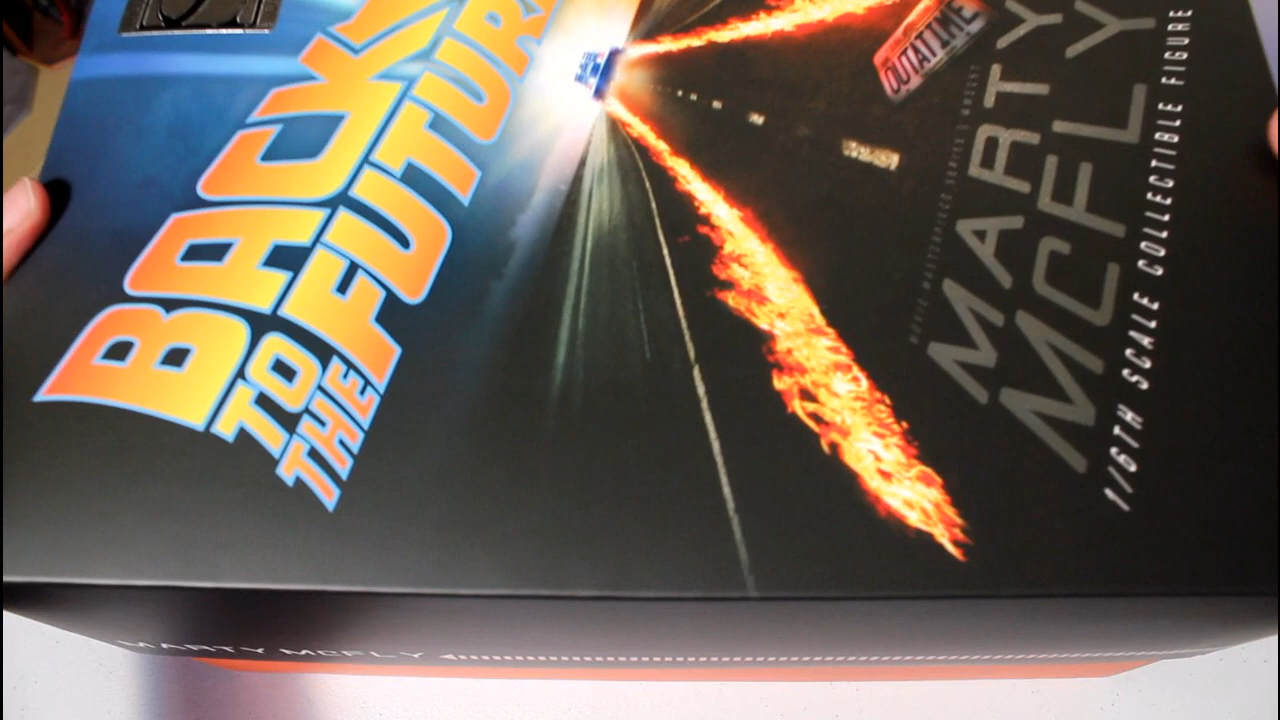 BACK
TO
THE
FUTURE
OUTATIME
MARTY
MCFLY
1/6TH SCALE COLLECTIBLE FIGURE
MARTY MCFLY